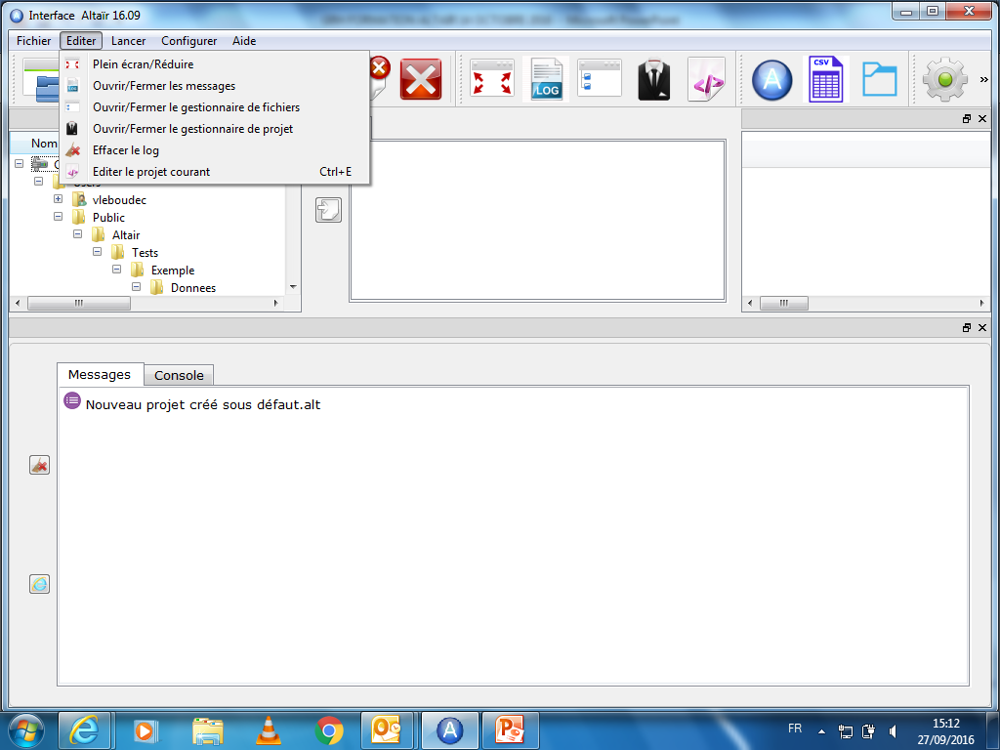 Interface Altaïr 16.09
Fichier Editer Lancer Configurer Aide
Plein écran/Réduire
Ouvrir/Fermer les messages
Ouvrir/Fermer le gestionnaire de fichiers
Ouvrir/Fermer le gestionnaire de projet
Effacer le log
Editer le projet courant Ctrl+E
LOG
A
CSV
»
Nom
Users
vleboudec
Public
Altair
Tests
Exemple
Donnees
Messages Console
Nouveau projet créé sous défaut.alt
FR
15:12
27/09/2016